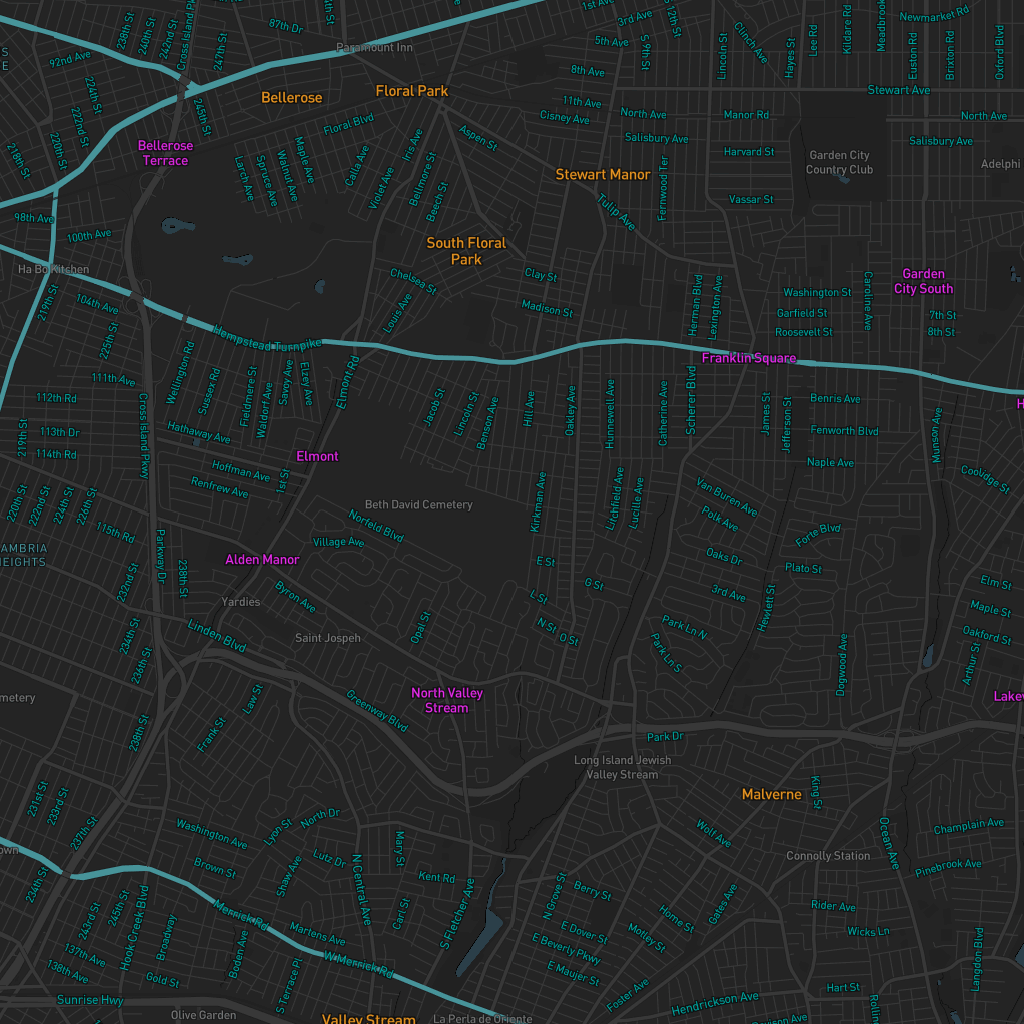 1st Ave
3rd Ave
S 12th St
238th St
240th St
242nd St
Cross Island Pkwy
247th St
87th Dr
Paramount Inn
5th Ave
S 9th St
Lincoln St
Clinch Ave
Hayes St
Lee Rd
Kildare Rd
Meadbrook
Newmarket Rd
Euston Rd
Brixton Rd
Oxford Blvd
92nd Ave
224th St
222nd St
220th St
218th St
245th St
8th Ave
Bellerose
Floral Park
Stewart Ave
11th Ave
Cisney Ave
North Ave
Manor Rd
North Ave
Floral Blvd
Aspen St
Iris Ave
Salisbury Ave
Salisbury Ave
Bellerose
Terrace
Larch Ave
Spruce Ave
Walnut Ave
Maple Ave
Calla Ave
Violet Ave
Bellmore St
Beech St
Harvard St
Garden City
Country Club
Adelphi
Stewart Manor
Fernwood Ter
Tulip Ave
Vassar St
98th Ave
100th Ave
South Floral
Park
Ha Bo Kitchen
Chelsea St
Clay St
Garden
City South
104th Ave
219th St
Louis Ave
Madison St
Herman Blvd
Lexington Ave
Washington St
Caroline Ave
Garfield St
7th St
Roosevelt St
8th St
225th St
Hempstead Turnpike
Franklin Square
111th Ave
Wellington Rd
Sussex Rd
Fieldmere St
Waldorf Ave
Savoy Ave
Elzey Ave
Elmont Rd
112th Rd
113th Dr
114th Rd
219th St
Cross Island Pkwy
Hathaway Ave
Jacob St
Lincoln St
Benson Ave
Hill Ave
Oakley Ave
Hunnewell Ave
Catherine Ave
Scherer Blvd
James St
Jefferson St
Benris Ave
Fenworth Blvd
Munson Ave
Naple Ave
Elmont
Hoffman Ave
Renfrew Ave
1st St
Coolidge St
220th St
222nd St
224th St
226th St
115th Rd
Beth David Cemetery
Kirkman Ave
Litchfield Ave
Lucille Ave
Van Buren Ave
Polk Ave
Norfeld Blvd
Village Ave
Forte Blvd
AMBRIA
HEIGHTS
Parkway Dr
Alden Manor
232nd St
238th St
E St
Oaks Dr
Plato St
G St
Elm St
Byron Ave
Yardies
L St
3rd Ave
Hewlett St
Maple St
234th St
Linden Blvd
Saint Jospeh
Opal St
N St
O St
Park Ln N
Park Ln S
Oakford St
Arthur St
236th St
Dogwood Ave
metery
Law St
Frank St
Greenway Blvd
North Valley
Stream
238th St
Park Dr
Long Island Jewish
Valley Stream
231st St
233rd St
237th St
Malverne
King St
Washington Ave
Lyon St
North Dr
Wolf Ave
Ocean Ave
Champlain Ave
Brown St
Shaw Ave
Lutz Dr
N Central Ave
Mary St
Kent Rd
Connolly Station
Pinebrook Ave
234th St
N Grove St
Berry St
Gates Ave
Rider Ave
243rd St
245th St
Hook Creek Blvd
Broadway
Merrick Rd
Martens Ave
Carl St
S Fletcher Ave
E Dover St
E Beverly Pkwy
Home St
Motley St
Wicks Ln
Langdon Blvd
137th Ave
138th Ave
Gold St
Boden Ave
S Terrace Pl
W Merrick Rd
E Maujer St
Foster Ave
Hart St
Sunrise Hwy
Olive Garden
Hendrickson Ave
Valley Stream
La Perla de Oriente